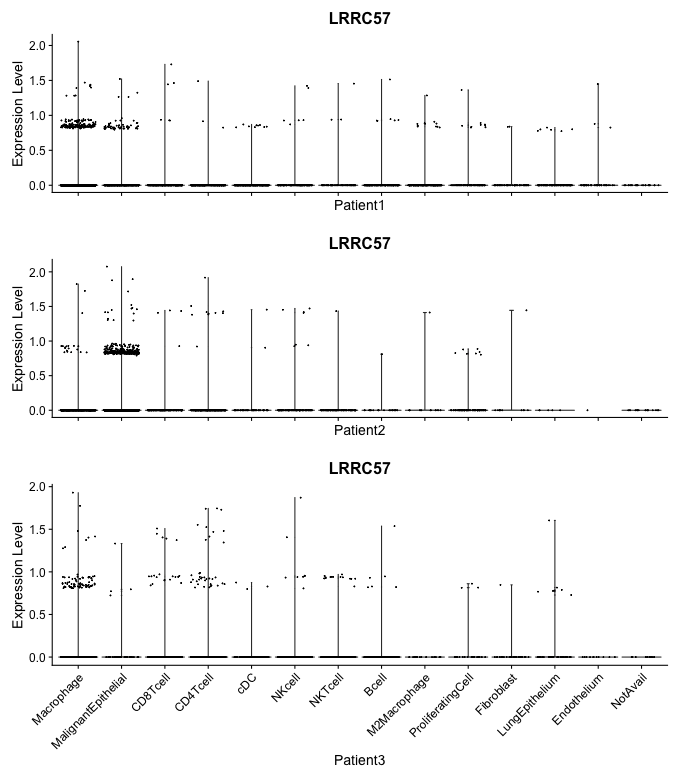 LRRC57
Expression Level
2.0
1.5
1.0
0.5
0.0
Patient1
LRRC57
Expression Level
2.0
1.5
1.0
0.5
0.0
Patient2
LRRC57
Expression Level
2.0
1.5
1.0
0.5
0.0
Macrophage
MalignantEpithelial
CD8Tcell
CD4Tcell
cDC
NKcell
NKTcell
Bcell
M2Macrophage
ProliferatingCell
Fibroblast
LungEpithelium
Endothelium
NotAvail
Patient3